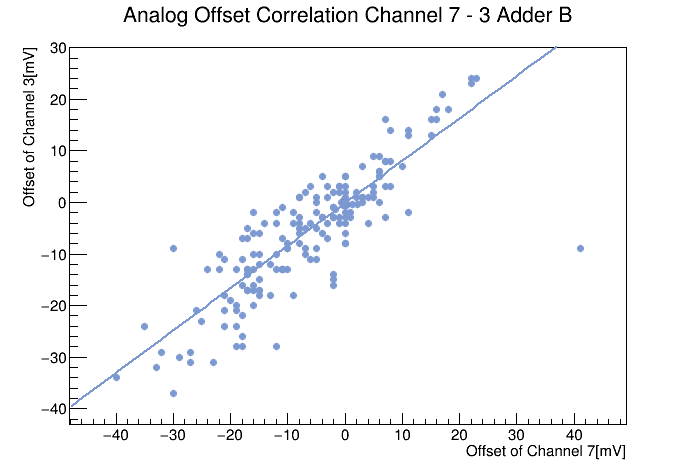 Analog Offset Correlation Channel 7 - 3 Adder B
Offset of Channel 3[mV]
30
20
10
0
−10
−20
−30
−40
−40 −30 −20 −10 0 10 20 30 40
Offset of Channel 7[mV]